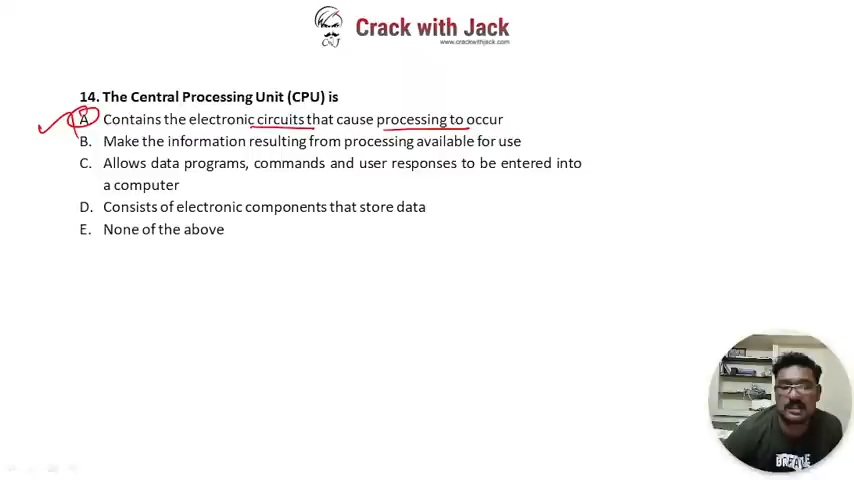 Crack with Jack
www.crackwithjack.com
CWJ
14. The Central Processing Unit (CPU) is
A. Contains the electronic circuits that cause processing to occur
B. Make the information resulting from processing available for use
C. Allows data programs, commands and user responses to be entered into
a computer
D. Consists of electronic components that store data
E. None of the above